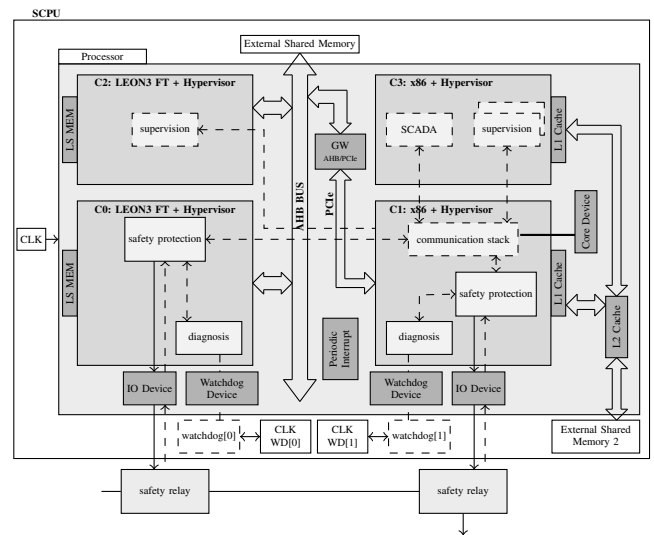 SCPU
External Shared Memory
Processor
C2: LEON3 FT + Hypervisor
C3: x86 + Hypervisor
LS MEM
supervision
GW
AHB/PCIe
SCADA
supervision
L1 Cache
AHB BUS
PCIe
C0: LEON3 FT + Hypervisor
C1: x86 + Hypervisor
CLK
LS MEM
safety protection
communication stack
Core Device
safety protection
L1 Cache
diagnosis
Periodic
Interrupt
diagnosis
L2 Cache
IO Device
Watchdog
Device
Watchdog
Device
IO Device
watchdog[0]
CLK
WD[0]
CLK
WD[1]
watchdog[1]
External Shared
Memory 2
safety relay
safety relay